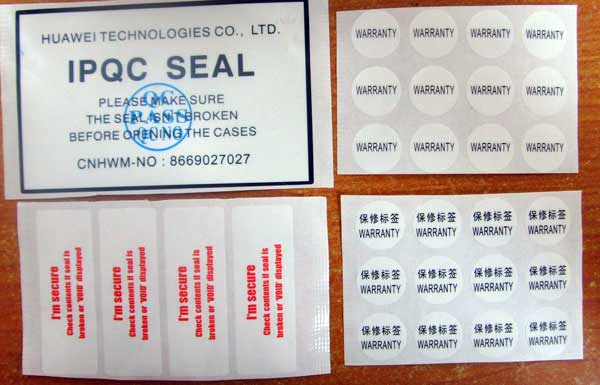 HUAWEI TECHNOLOGIES CO., LTD.
IPQC SEAL
PLEASE MAKE SURE
THE SEAL ISN'T BROKEN
BEFORE OPENING THE CASES
CNHWM-NO : 8669027027
QC
PASS
WARRANTY WARRANTY WARRANTY WARRANTY
WARRANTY WARRANTY WARRANTY WARRANTY
WARRANTY WARRANTY WARRANTY WARRANTY
I'm secure
Check contents if seal is
broken or 'VOID' displayed
I'm secure
Check contents if seal is
broken or 'VOID' displayed
I'm secure
Check contents if seal is
broken or 'VOID' displayed
I'm secure
Check contents if seal is
broken or 'VOID' displayed
保修标签 保修标签 保修标签 保修标签
WARRANTY WARRANTY WARRANTY WARRANTY
保修标签 保修标签 保修标签 保修标签
WARRANTY WARRANTY WARRANTY WARRANTY
保修标签 保修标签 保修标签 保修标签
WARRANTY WARRANTY WARRANTY WARRANTY